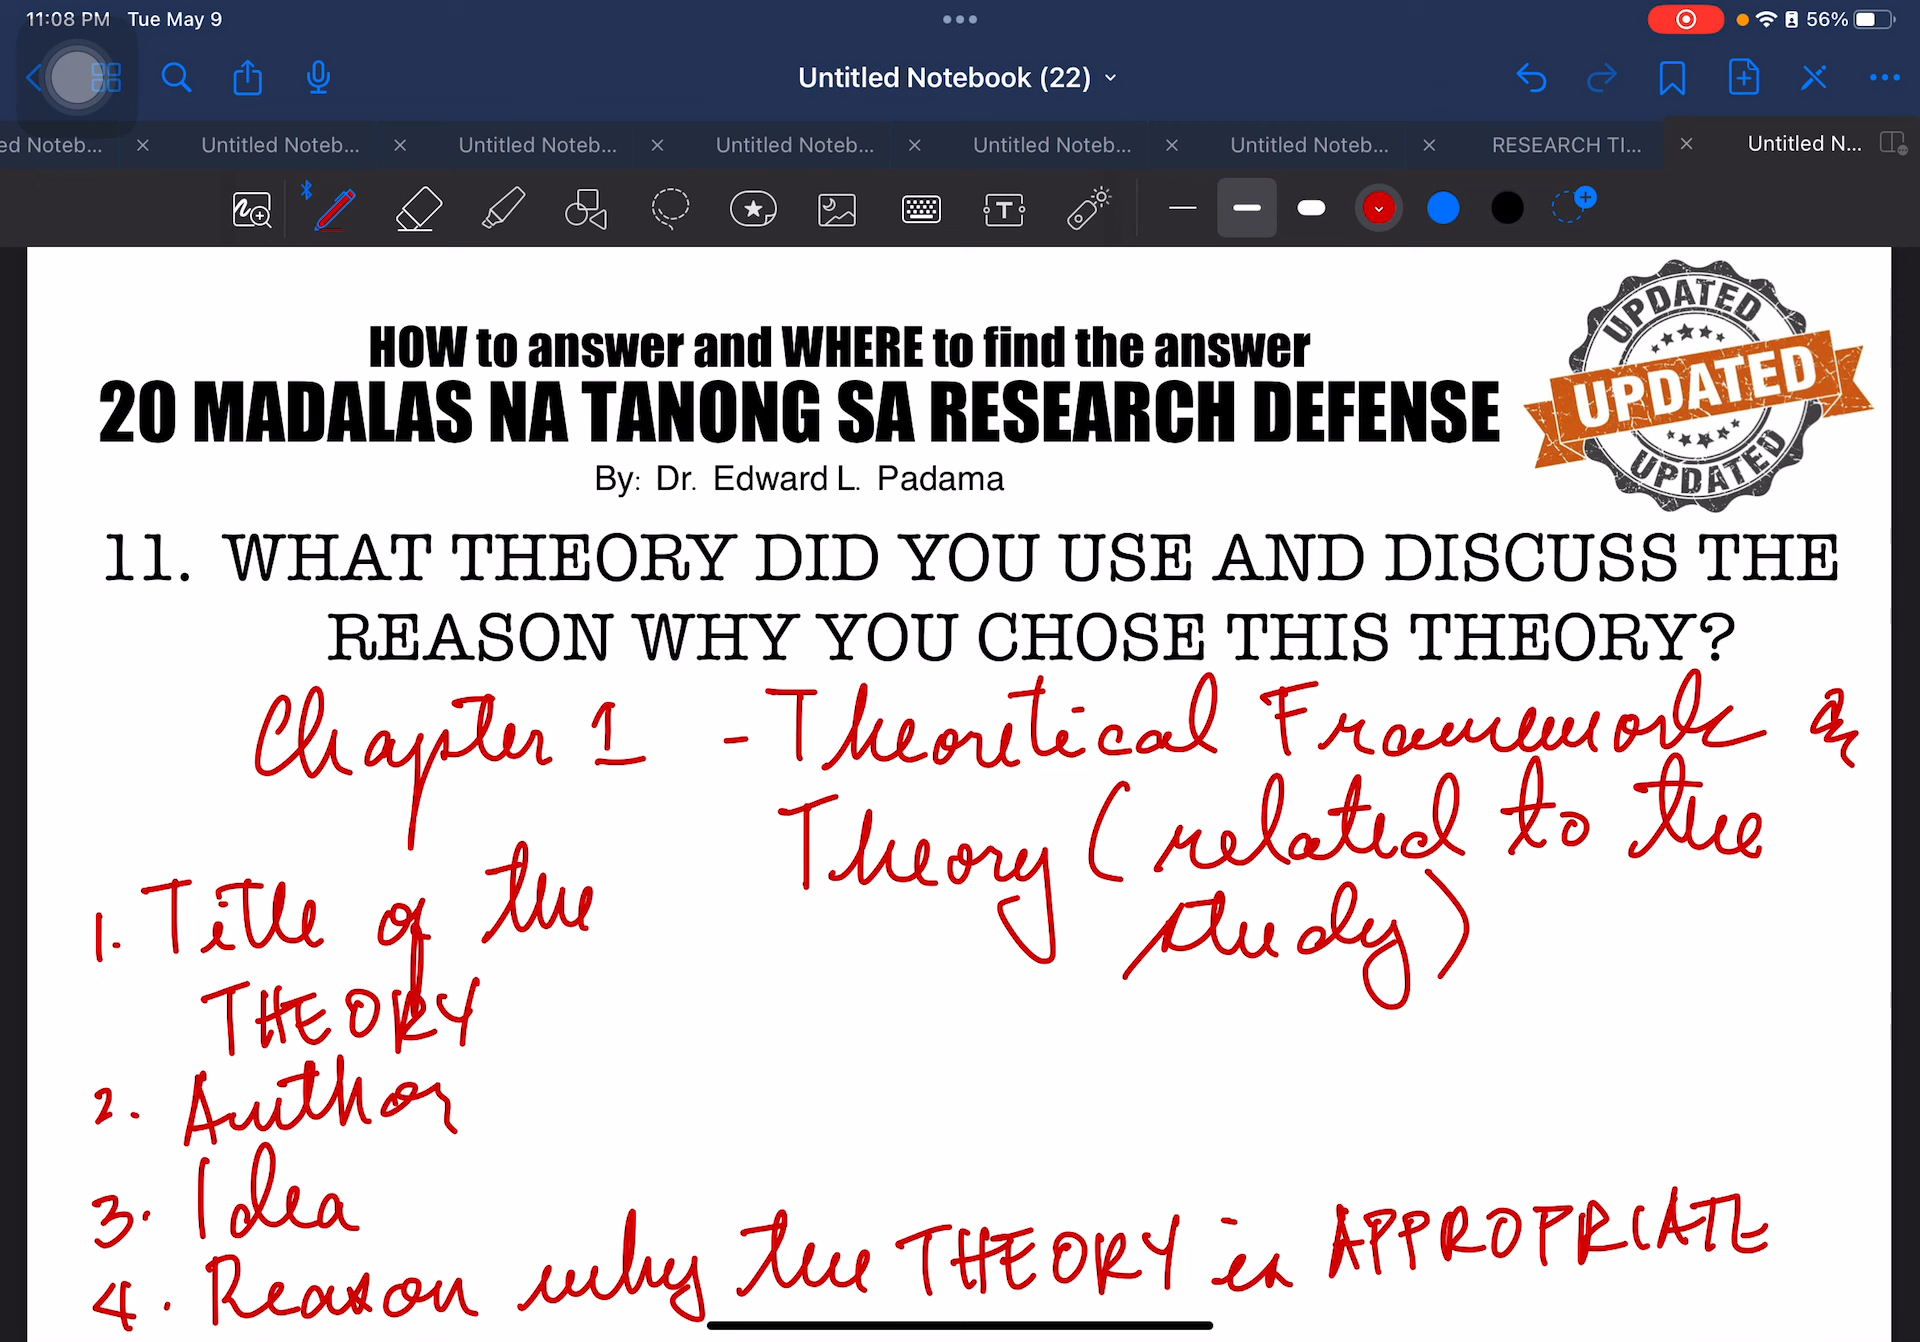 11:08 PM Tue May 9
56%
Untitled Notebook (22)
ed Noteb...
Untitled Noteb...
Untitled Noteb...
Untitled Noteb...
Untitled Noteb...
Untitled Noteb...
RESEARCH TI...
Untitled N...
HOW to answer and WHERE to find the answer
20 MADALAS NA TANONG SA RESEARCH DEFENSE
By: Dr. Edward L. Padama
UPDATED
UPDATED
UPDATED
11. WHAT THEORY DID YOU USE AND DISCUSS THE
REASON WHY YOU CHOSE THIS THEORY?
Chapter 1 - Theoretical Framework &
Theory (related to the
study)
1. Title of the
THEORY
2. Author
3. Idea
4. Reason why the THEORY is APPROPRIATE